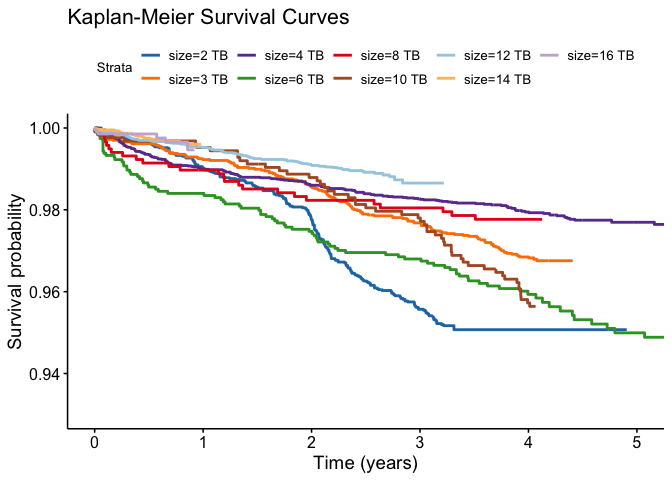 Kaplan-Meier Survival Curves
Strata
size=2 TB size=4 TB size=8 TB size=12 TB size=16 TB
size=3 TB size=6 TB size=10 TB size=14 TB
Survival probability
1.00
0.98
0.96
0.94
0 1 2 3 4 5
Time (years)